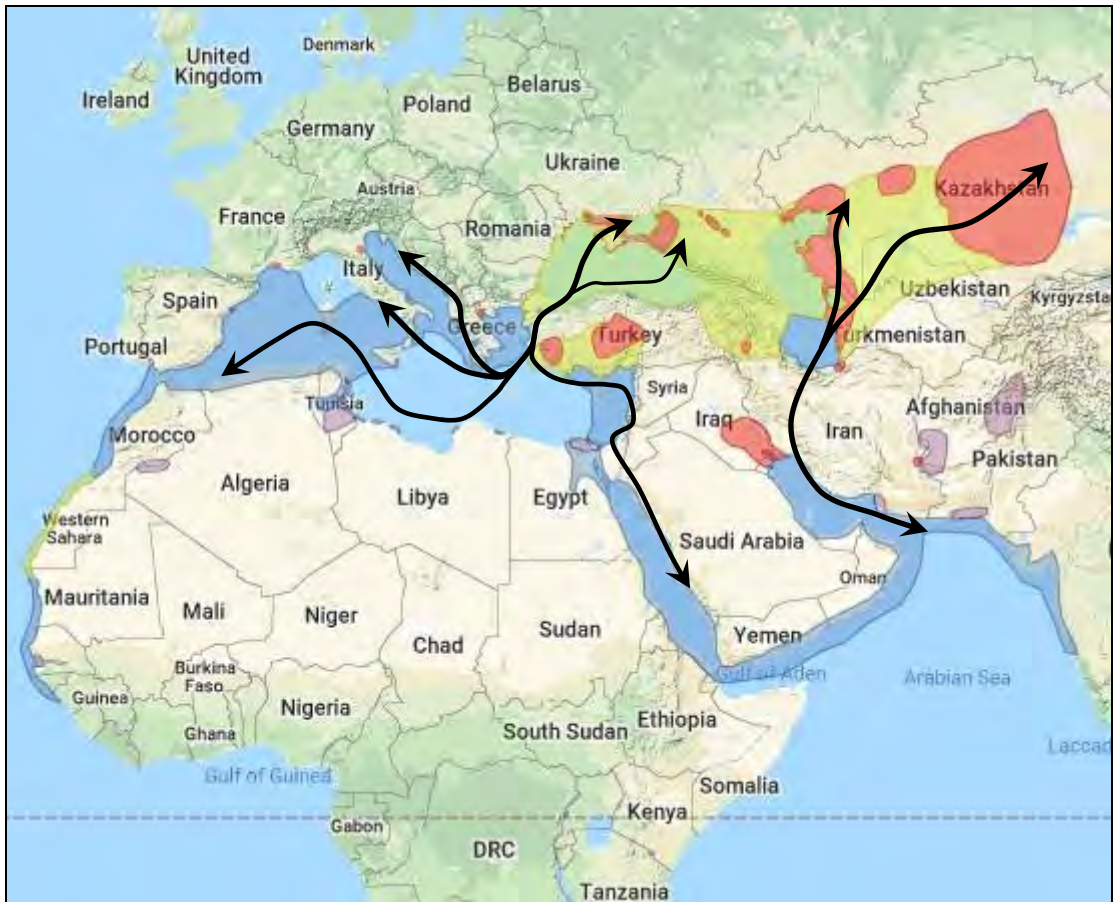 Denmark
United
Kingdom
Belarus
Ireland
Poland
Germany
Ukraine
Austria
Kazakhstan
France
Romania
Italy
Uzbekistan
Kyrgyzsta
Spain
Greece
Turkey
Turkmenistan
Portugal
Syria
Tunisia
Afghanistan
Iraq
Iran
Morocco
Pakistan
Algeria
Libya
Egypt
Western
Sahara
Saudi Arabia
Oman
Mauritania
Mali
Niger
Sudan
Chad
Yemen
Gulf of Aden
Arabian Sea
Burkina
Faso
Guinea
Nigeria
Ethiopia
South Sudan
Ghana
Laccad
Gulf of Guinea
Somalia
Kenya
Gabon
DRC
Tanzania